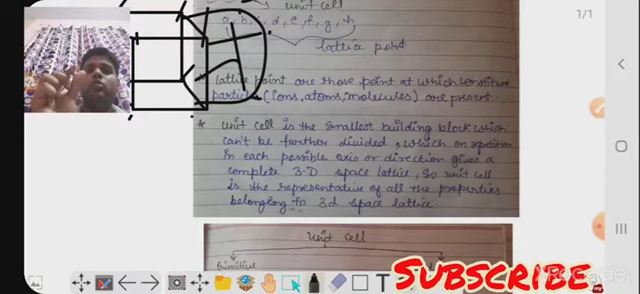 unit cell
1/1
a, b, c, d, e, f, g, h
lattice point
lattice point are those point at which constituent
particle (ions, atoms, molecules) are present.
* Unit cell is the smallest building block which
can't be farther divided, which on repetition
in each possible axis or direction gives a
complete 3-D space lattice, so unit cell
is the representative of all the properties
belonging to 3d space lattice.
Unit cell
Primitive
SUBSCRIBE